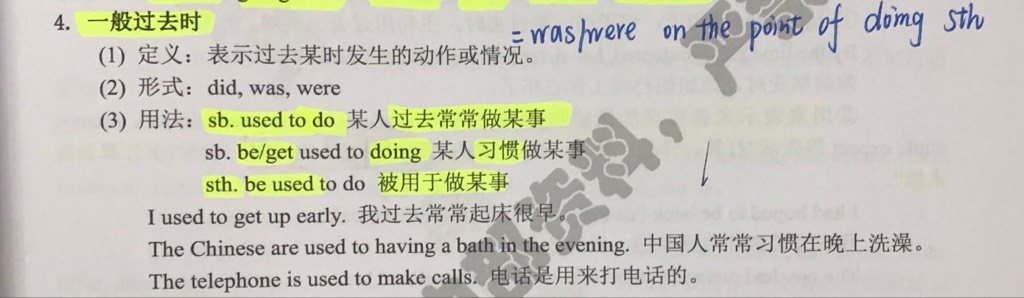 4. 一般过去时
= was/were on the point of doing sth
(1) 定义：表示过去某时发生的动作或情况。
(2) 形式：did, was, were
(3) 用法：sb. used to do 某人过去常常做某事
sb. be/get used to doing 某人习惯做某事
sth. be used to do 被用于做某事
I used to get up early. 我过去常常起床很早。
The Chinese are used to having a bath in the evening. 中国人常常习惯在晚上洗澡。
The telephone is used to make calls. 电话是用来打电话的。
资料，